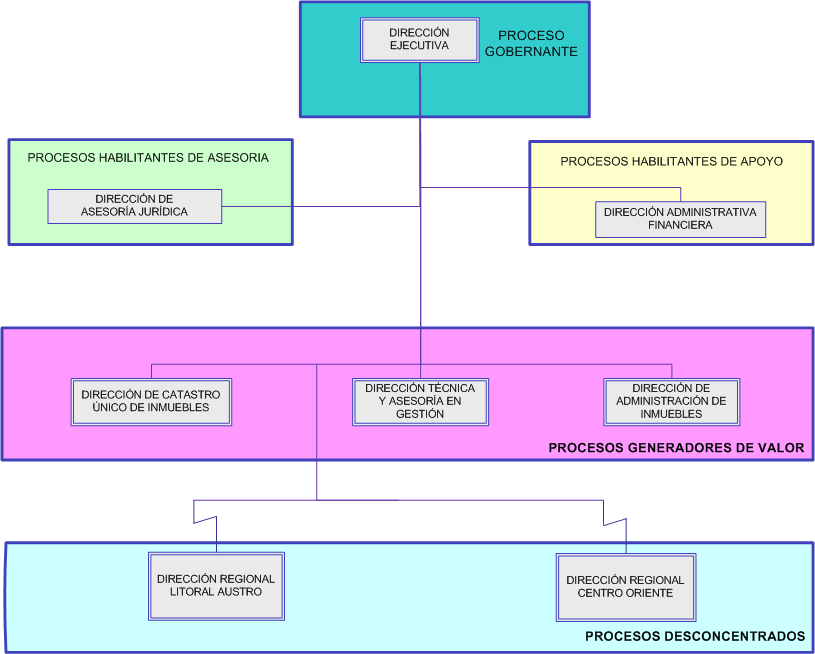 DIRECCIÓN
EJECUTIVA
PROCESO
GOBERNANTE
PROCESOS HABILITANTES DE ASESORIA
DIRECCIÓN DE
ASESORÍA JURÍDICA
PROCESOS HABILITANTES DE APOYO
DIRECCIÓN ADMINISTRATIVA
FINANCIERA
DIRECCIÓN DE CATASTRO
ÚNICO DE INMUEBLES
DIRECCIÓN TÉCNICA
Y ASESORÍA EN
GESTIÓN
DIRECCIÓN DE
ADMINISTRACIÓN DE
INMUEBLES
PROCESOS GENERADORES DE VALOR
DIRECCIÓN REGIONAL
LITORAL AUSTRO
DIRECCIÓN REGIONAL
CENTRO ORIENTE
PROCESOS DESCONCENTRADOS